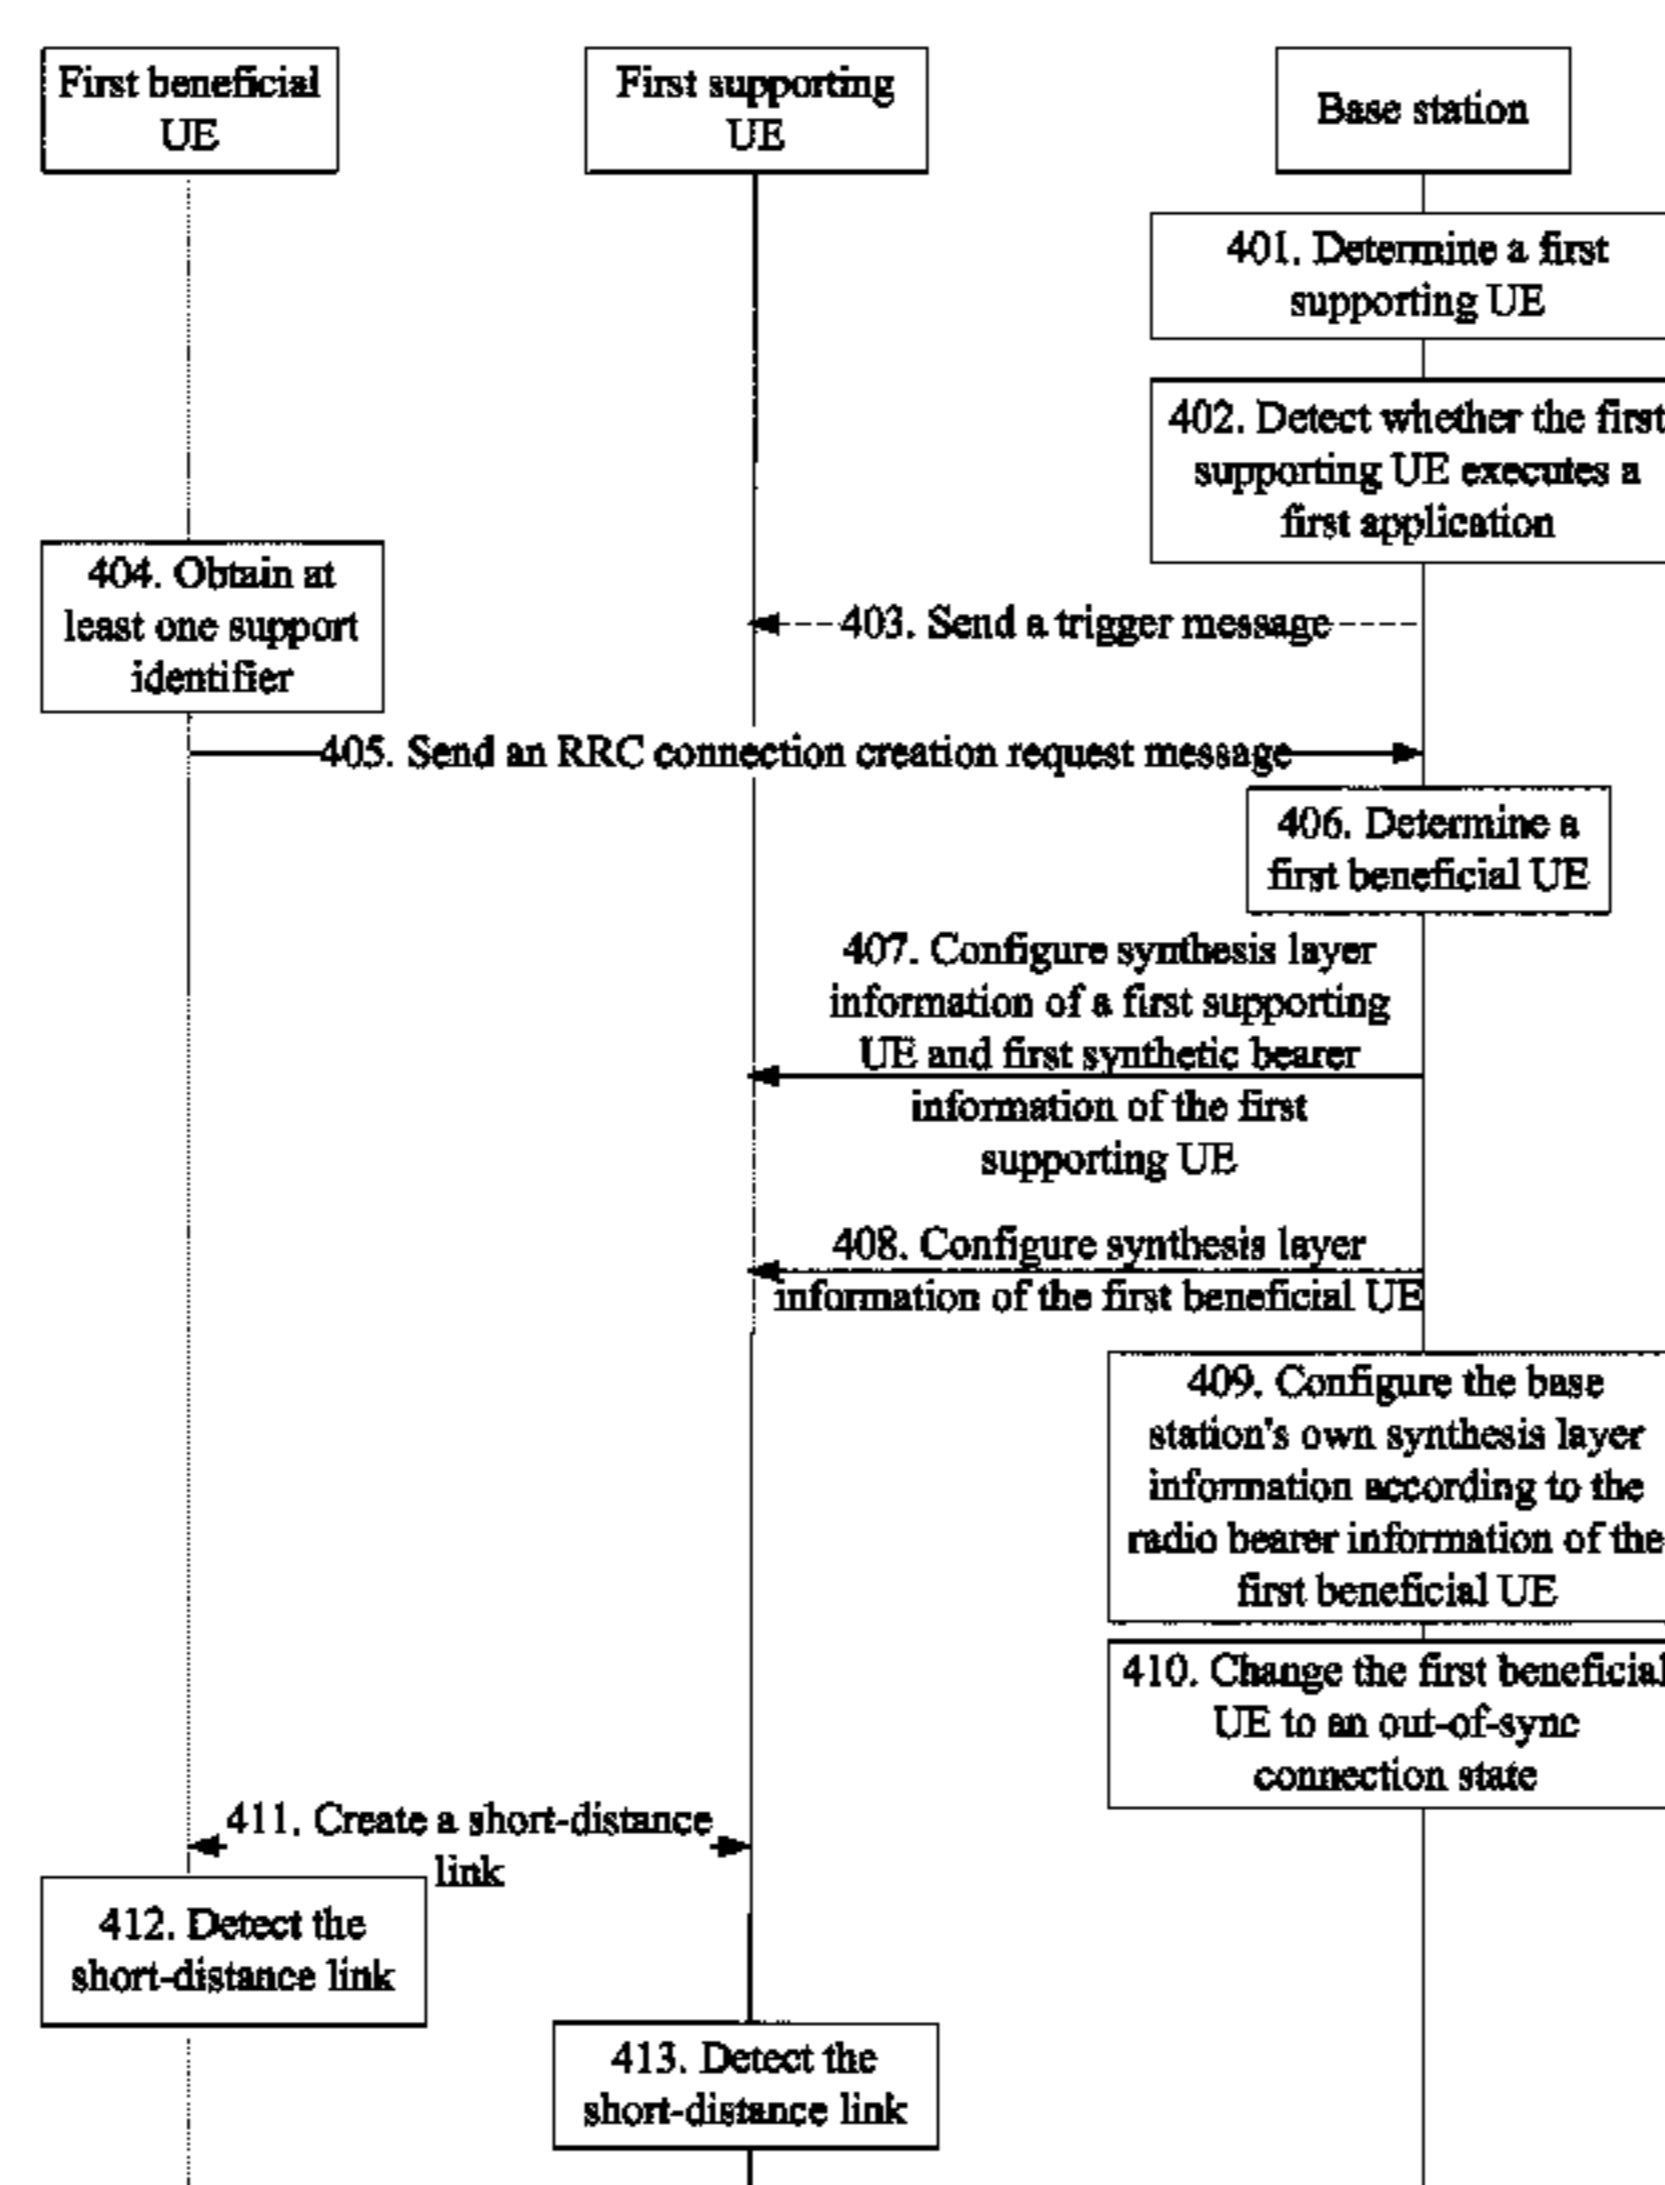 First beneficial
UE
First supporting
UE
Base station
401. Determine a first
supporting UE
402. Detect whether the first
supporting UE executes a
first application
404. Obtain at
least one support
identifier
403. Send a trigger message
405. Send an RRC connection creation request message
406. Determine a
first beneficial UE
407. Configure synthesis layer
information of a first supporting
UE and first synthetic bearer
information of the first
supporting UE
408. Configure synthesis layer
information of the first beneficial UE
409. Configure the base
station's own synthesis layer
information according to the
radio bearer information of the
first beneficial UE
410. Change the first beneficial
UE to an out-of-sync
connection state
411. Create a short-distance
link
412. Detect the
short-distance link
413. Detect the
short-distance link